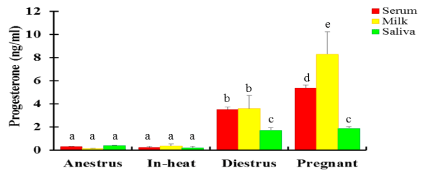 Serum
Milk
Saliva
Progesterone (ng/ml)
12
10
8
6
4
2
0
a a a
a a a
b b c
d e c
Anestrus In-heat Diestrus Pregnant